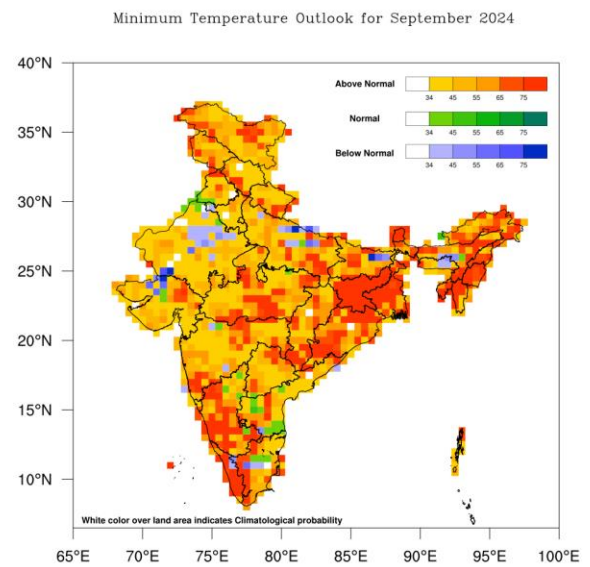 Minimum Temperature Outlook for September 2024
40°N
35°N
30°N
25°N
20°N
15°N
10°N
Above Normal
34 45 55 65 75
Normal
34 45 55 65 75
Below Normal
34 45 55 65 75
White color over land area indicates Climatological probability
65°E 70°E 75°E 80°E 85°E 90°E 95°E 100°E